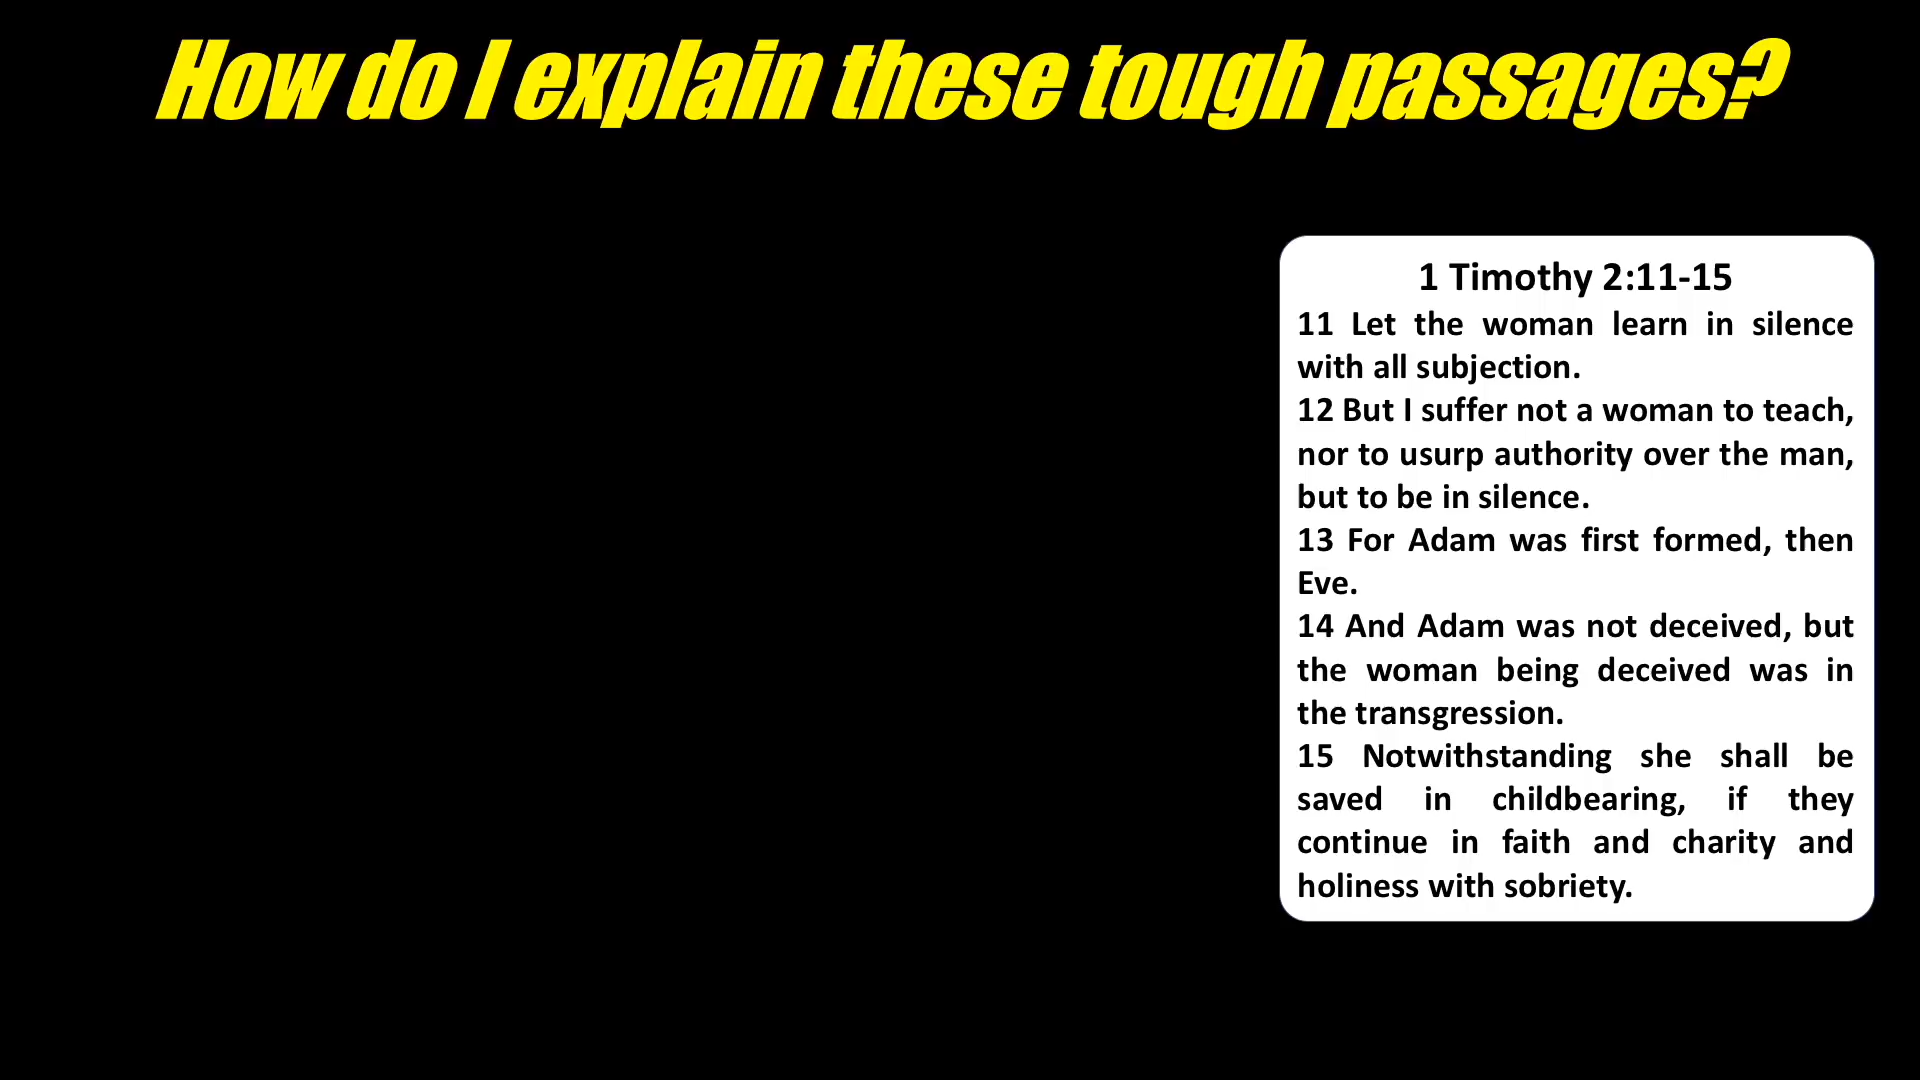 How do I explain these tough passages?
1 Timothy 2:11-15
11 Let the woman learn in silence
with all subjection.
12 But I suffer not a woman to teach,
nor to usurp authority over the man,
but to be in silence.
13 For Adam was first formed, then
Eve.
14 And Adam was not deceived, but
the woman being deceived was in
the transgression.
15 Notwithstanding she shall be
saved in childbearing, if they
continue in faith and charity and
holiness with sobriety.